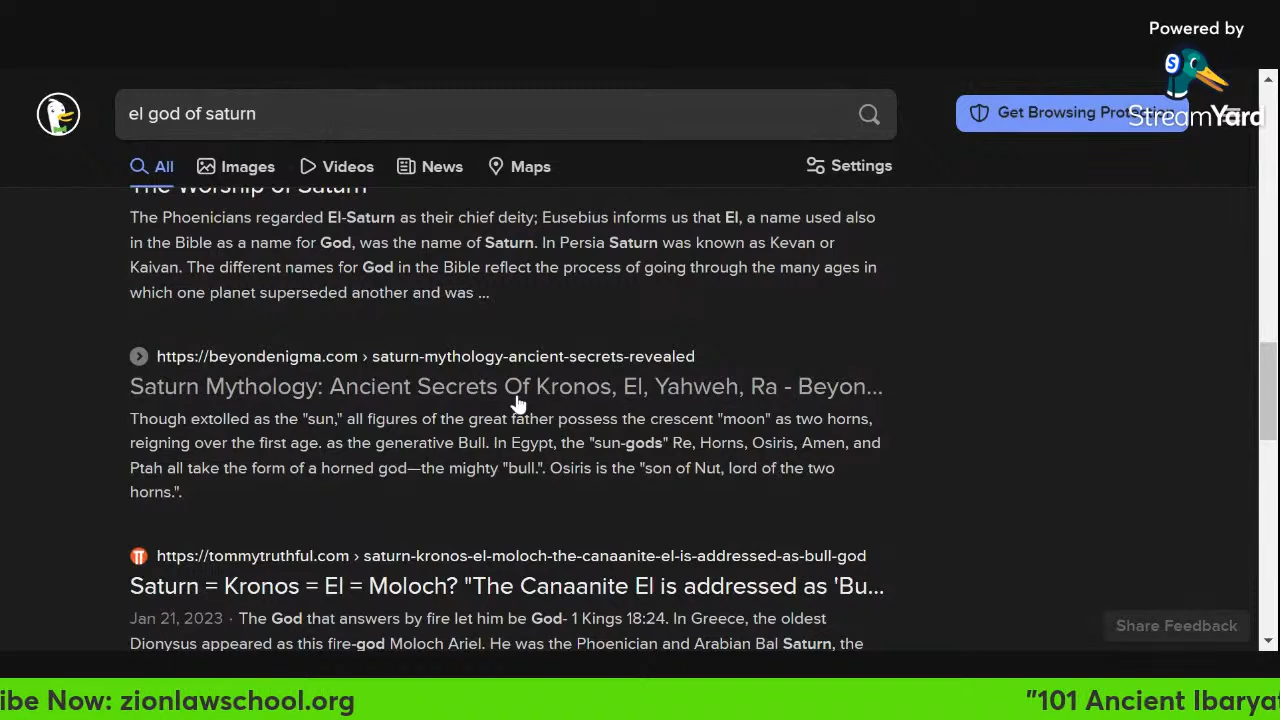 Powered by
S
StreamYard
el god of saturn
Get Browsing
All
Images
Videos
News
Maps
Settings
The Worship of Saturn
The Phoenicians regarded El-Saturn as their chief deity; Eusebius informs us that El, a name used also
in the Bible as a name for God, was the name of Saturn. In Persia Saturn was known as Kevan or
Kaivan. The different names for God in the Bible reflect the process of going through the many ages in
which one planet superseded another and was ...
https://beyondenigma.com › saturn-mythology-ancient-secrets-revealed
Saturn Mythology: Ancient Secrets Of Kronos, El, Yahweh, Ra - Beyon...
Though extolled as the "sun," all figures of the great father possess the crescent "moon" as two horns,
reigning over the first age. as the generative Bull. In Egypt, the "sun-gods" Re, Horns, Osiris, Amen, and
Ptah all take the form of a horned god—the mighty "bull.". Osiris is the "son of Nut, lord of the two
horns.".
https://tommytruthful.com › saturn-kronos-el-moloch-the-canaanite-el-is-addressed-as-bull-god
Saturn = Kronos = El = Moloch? "The Canaanite El is addressed as 'Bu...
Jan 21, 2023 · The God that answers by fire let him be God- 1 Kings 18:24. In Greece, the oldest
Dionysus appeared as this fire-god Moloch Ariel. He was the Phoenician and Arabian Bal Saturn, the
Share Feedback
ibe Now: zionlawschool.org
"101 Ancient Ibarya